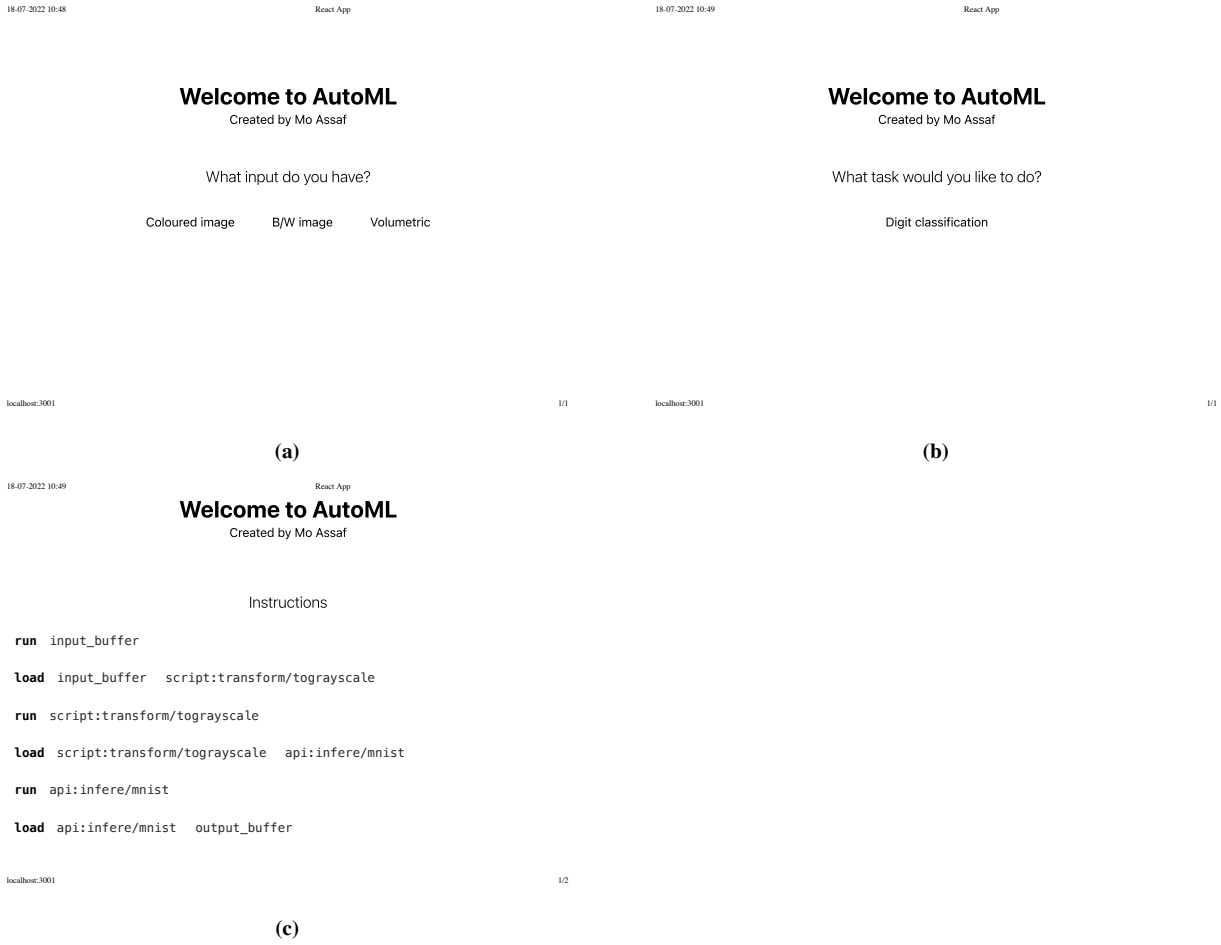 18-07-2022 10:48 React App
Welcome to AutoML
Created by Mo Assaf
What input do you have?
Coloured image B/W image Volumetric
localhost:3001 1/1
(a)
18-07-2022 10:49 React App
Welcome to AutoML
Created by Mo Assaf
What task would you like to do?
Digit classification
localhost:3001 1/1
(b)
18-07-2022 10:49 React App
Welcome to AutoML
Created by Mo Assaf
Instructions
run input_buffer
load input_buffer script:transform/tograyscale
run script:transform/tograyscale
load script:transform/tograyscale api:infere/mnist
run api:infere/mnist
load api:infere/mnist output_buffer
localhost:3001 1/2
(c)